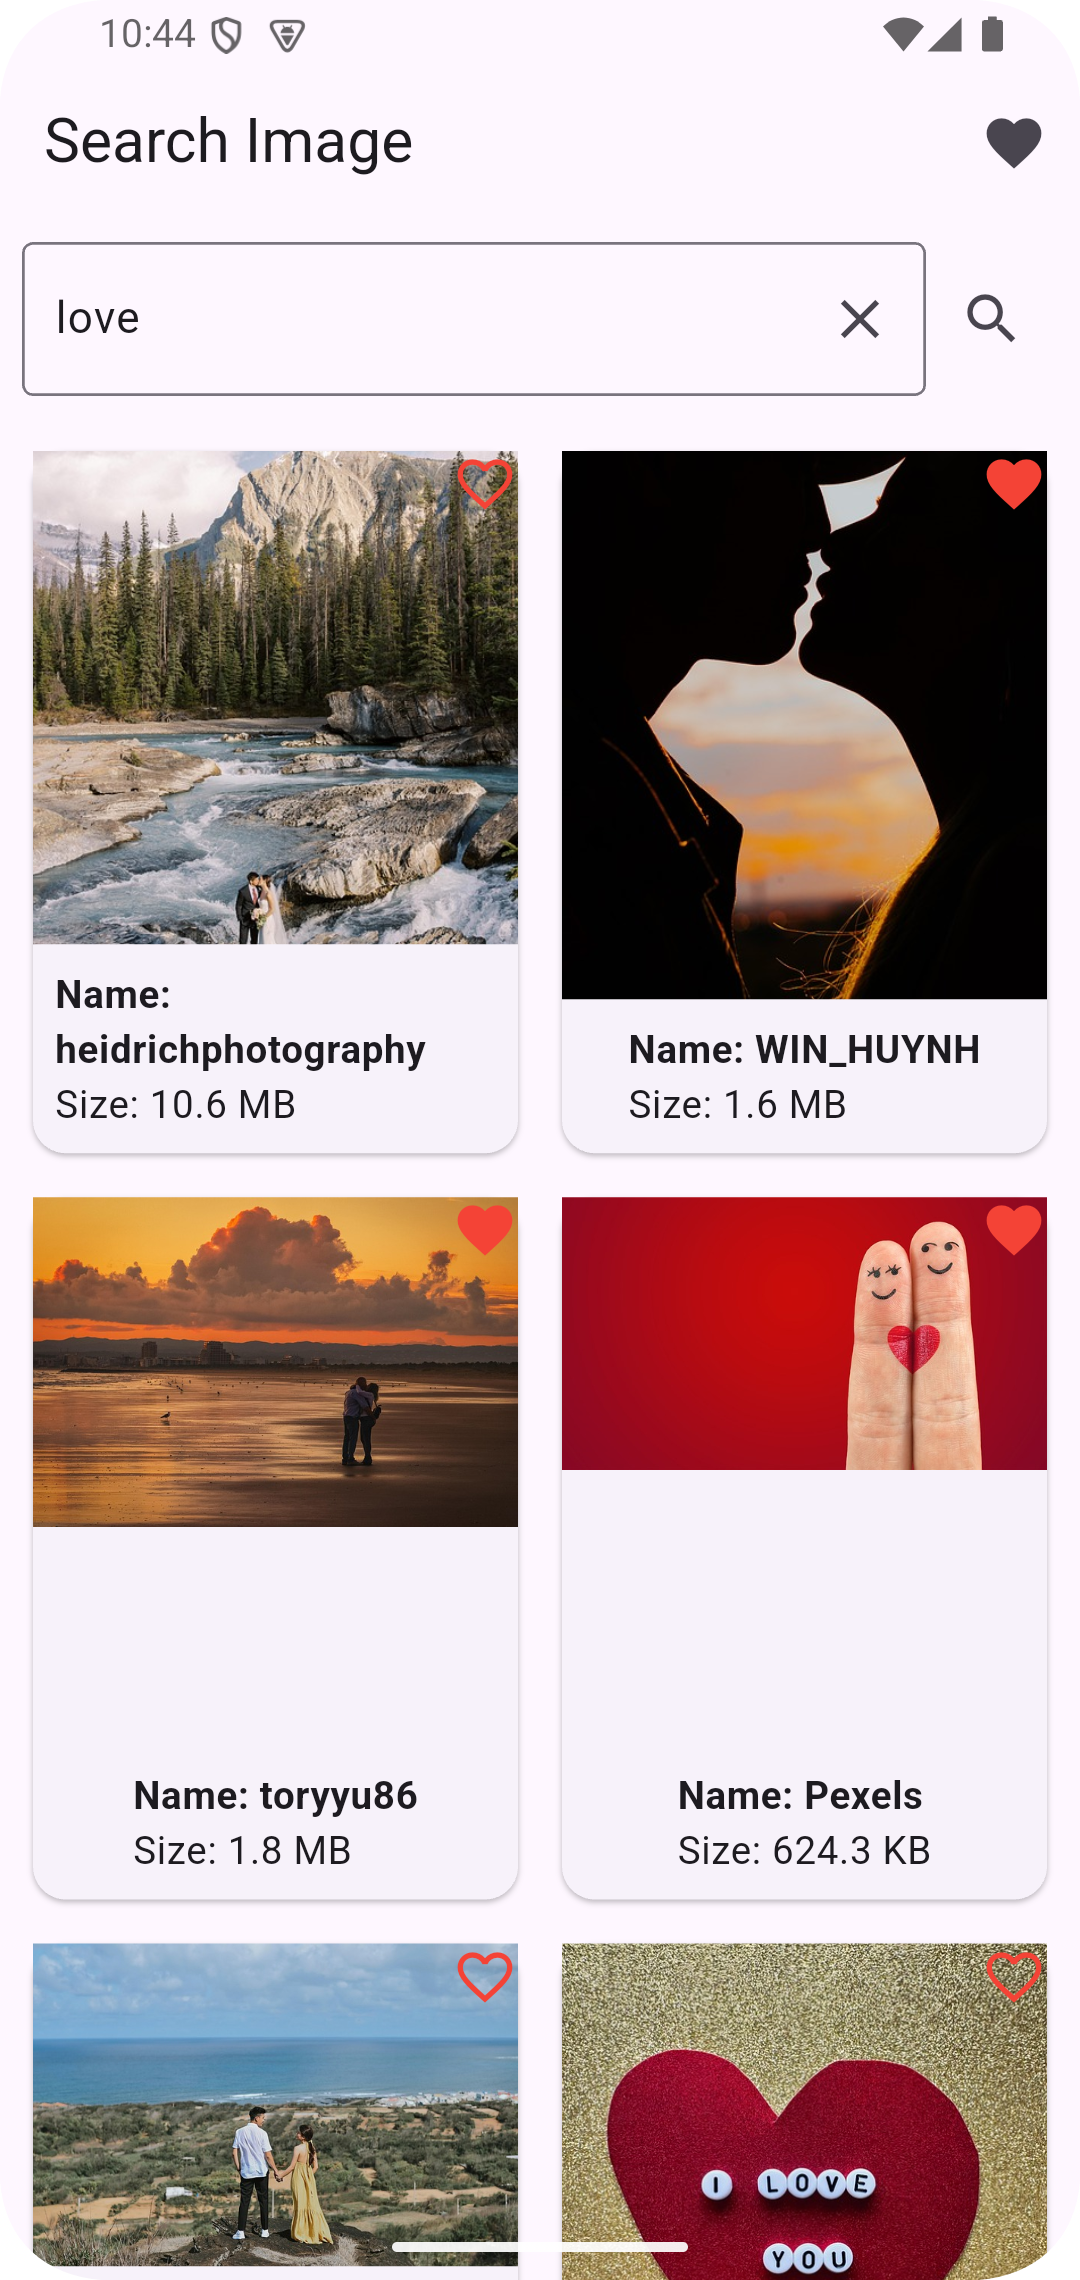 10:44
Search Image
love
Name:
heidrichphotography
Size: 10.6 MB
Name: WIN_HUYNH
Size: 1.6 MB
Name: toryyu86
Size: 1.8 MB
Name: Pexels
Size: 624.3 KB
I LOVE
YOU